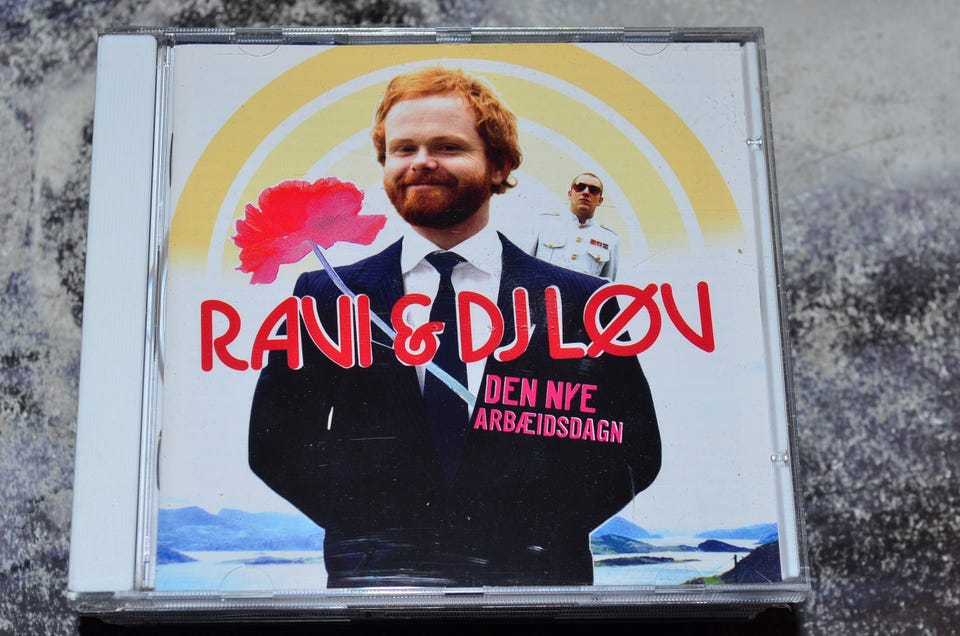 RAVI & DJ LØV
DEN NYE
ARBÆIDSDAGN